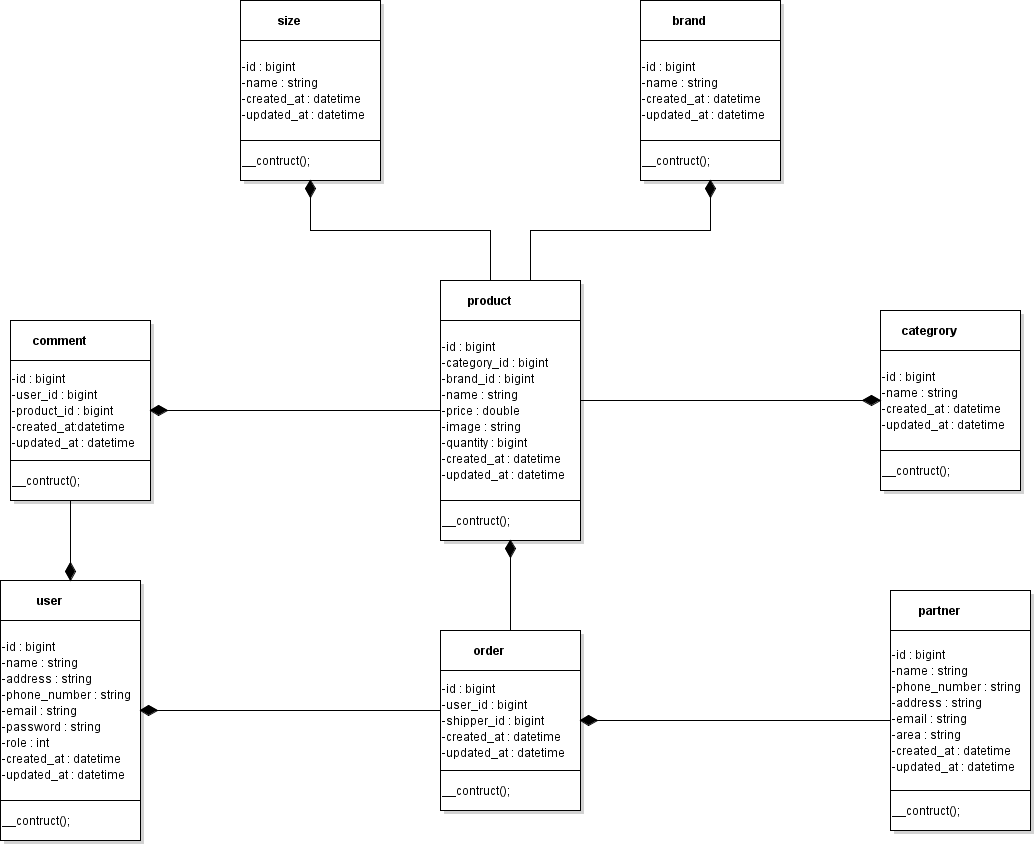 size
-id : bigint
-name : string
-created_at : datetime
-updated_at : datetime
__contruct();
brand
-id : bigint
-name : string
-created_at : datetime
-updated_at : datetime
__contruct();
product
-id : bigint
-category_id : bigint
-brand_id : bigint
-name : string
-price : double
-image : string
-quantity : bigint
-created_at : datetime
-updated_at : datetime
__contruct();
comment
-id : bigint
-user_id : bigint
-product_id : bigint
-created_at:datetime
-updated_at : datetime
__contruct();
categrory
-id : bigint
-name : string
-created_at : datetime
-updated_at : datetime
__contruct();
user
-id : bigint
-name : string
-address : string
-phone_number : string
-email : string
-password : string
-role : int
-created_at : datetime
-updated_at : datetime
__contruct();
order
-id : bigint
-user_id : bigint
-shipper_id : bigint
-created_at : datetime
-updated_at : datetime
__contruct();
partner
-id : bigint
-name : string
-phone_number : string
-address : string
-email : string
-area : string
-created_at : datetime
-updated_at : datetime
__contruct();